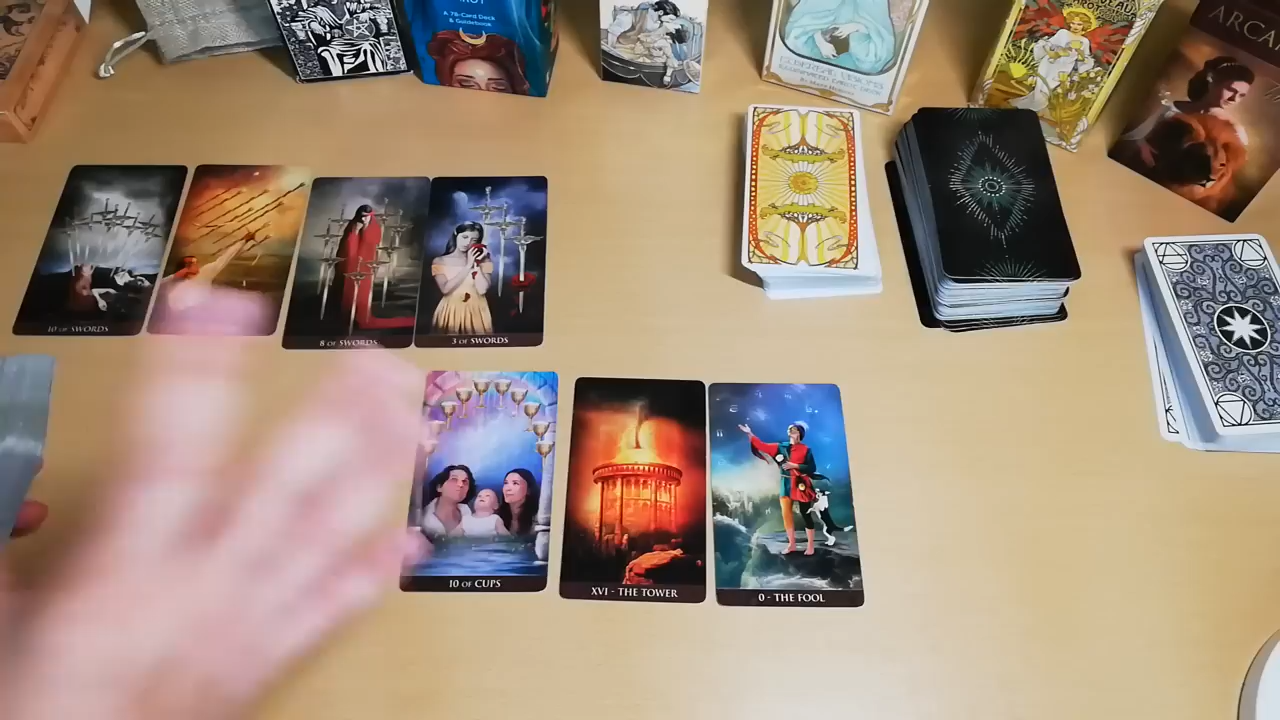 A 78-Card Deck
& Guidebook
ARCA
10 OF SWORDS
8 OF SWORDS
3 OF SWORDS
10 OF CUPS
XVI - THE TOWER
0 - THE FOOL